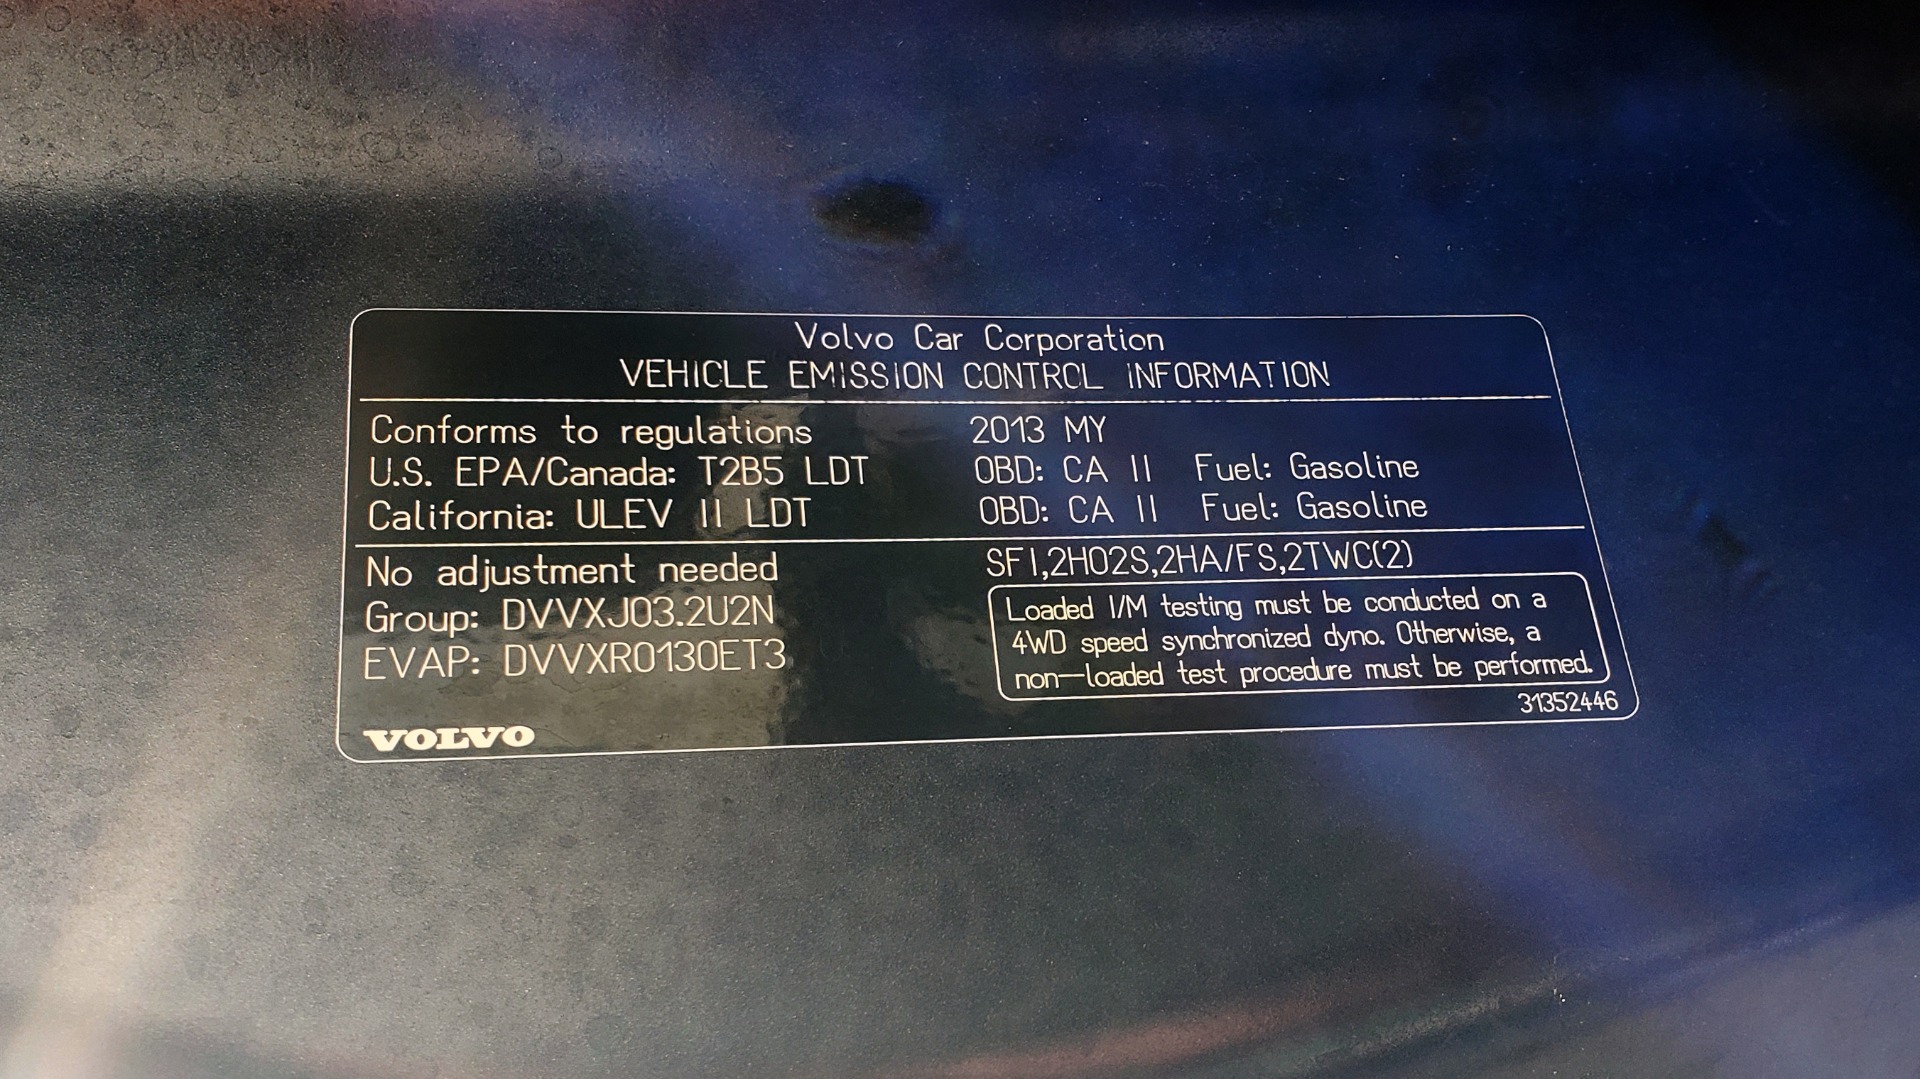 Volvo Car Corporation
VEHICLE EMISSION CONTROL INFORMATION
Conforms to regulations 2013 MY
U.S. EPA/Canada: T2B5 LDT OBD: CA II Fuel: Gasoline
California: ULEV II LDT OBD: CA II Fuel: Gasoline
No adjustment needed SFI,2HO2S,2HA/FS,2TWC(2)
Group: DVVXJ03.2U2N
EVAP: DVVXR0130ET3
Loaded I/M testing must be conducted on a
4WD speed synchronized dyno. Otherwise, a
non-loaded test procedure must be performed.
31352446
VOLVO